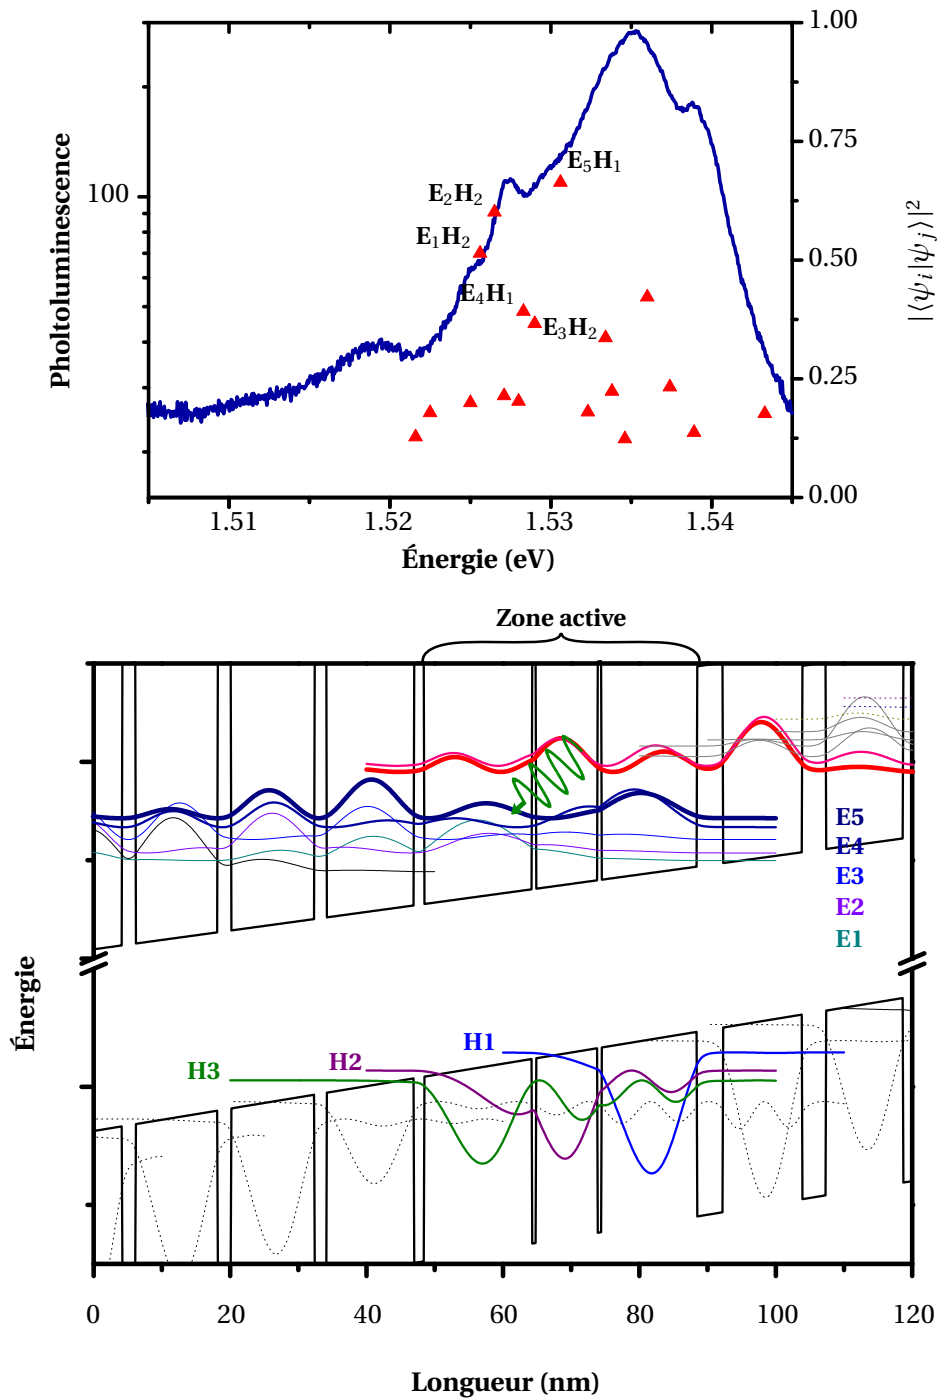 1.00
0.75
0.50
0.25
0.00
100
Pholtoluminescence
|⟨ψi|ψj⟩|²
E5H1
E2H2
E1H2
E4H1
E3H2
1.51 1.52 1.53 1.54
Énergie (eV)
Zone active
E5
E4
E3
E2
E1
Énergie
H1
H2
H3
0 20 40 60 80 100 120
Longueur (nm)